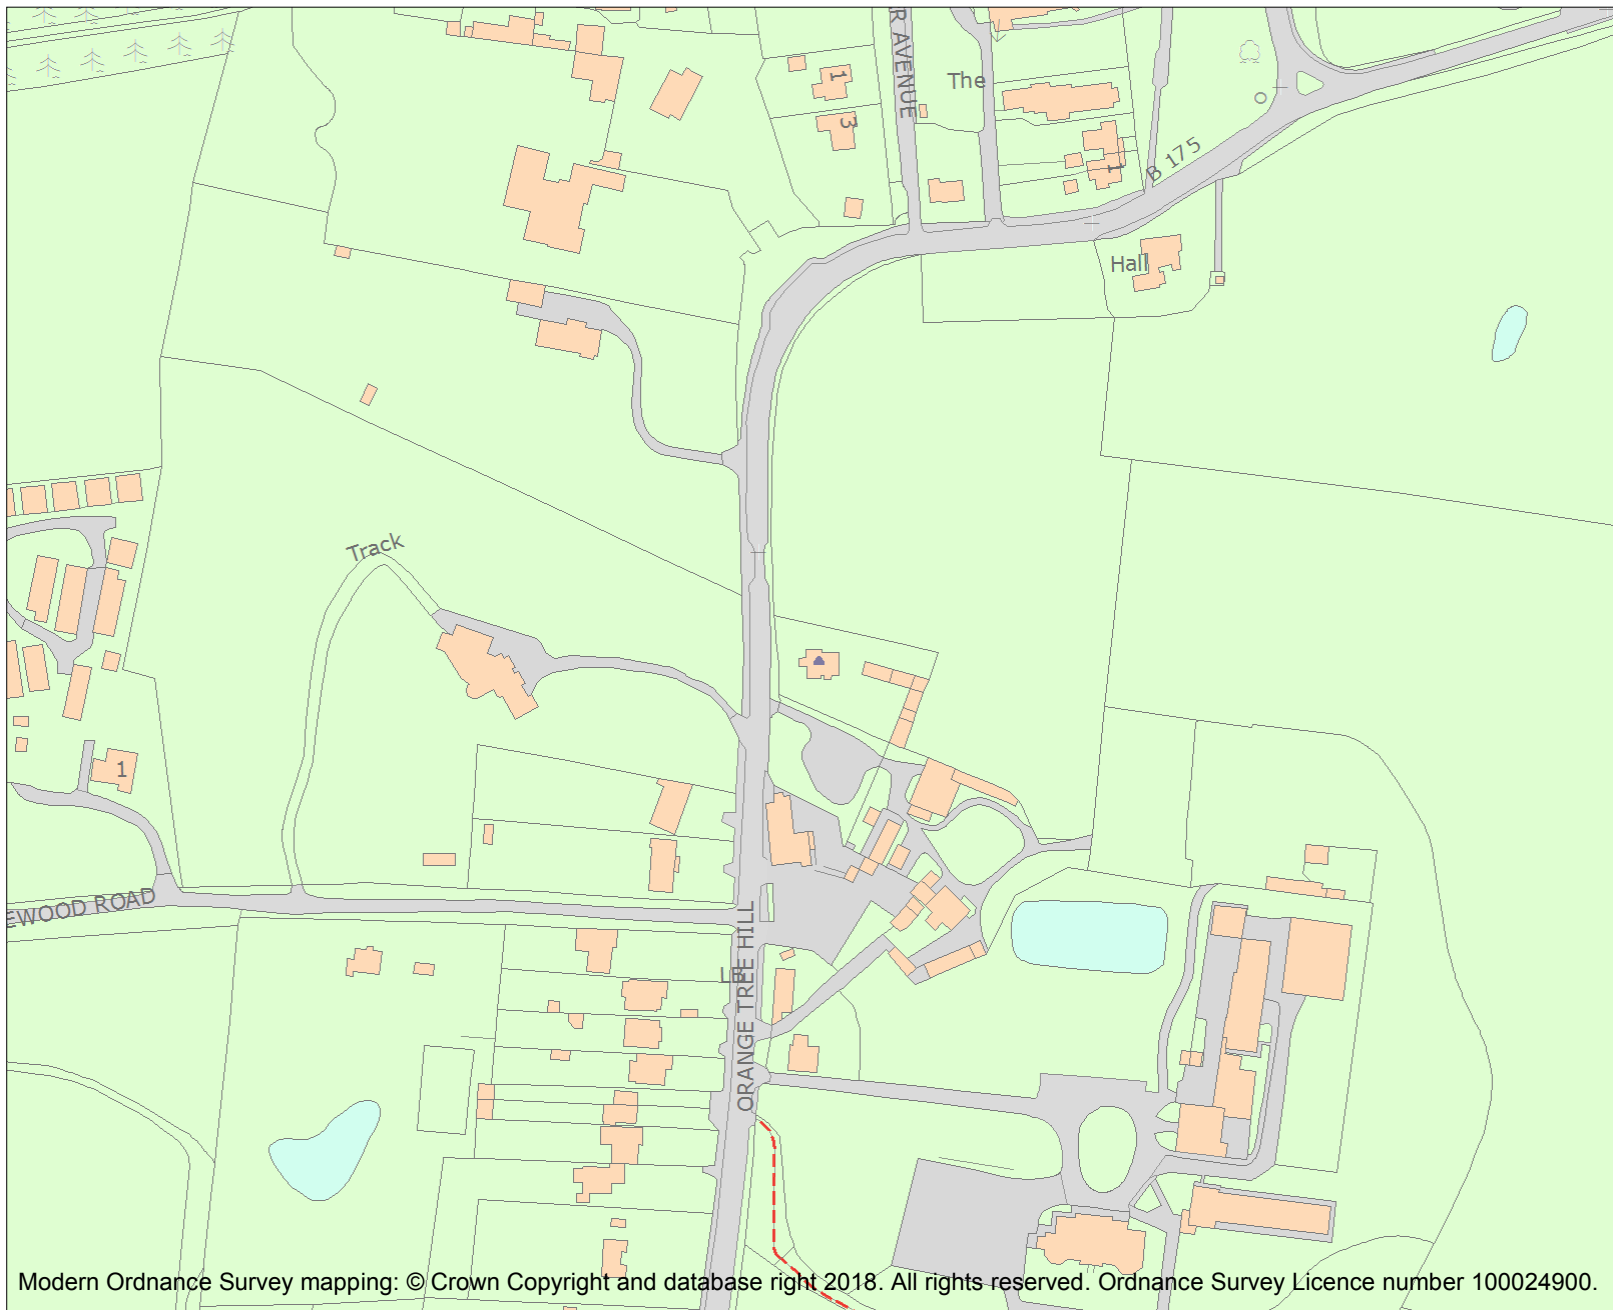 R AVENUE
The
1
3
1
B 175
Hall
Track
1
EWOOD ROAD
LB
ORANGE TREE HILL
Modern Ordnance Survey mapping: © Crown Copyright and database right 2018. All rights reserved. Ordnance Survey Licence number 100024900.